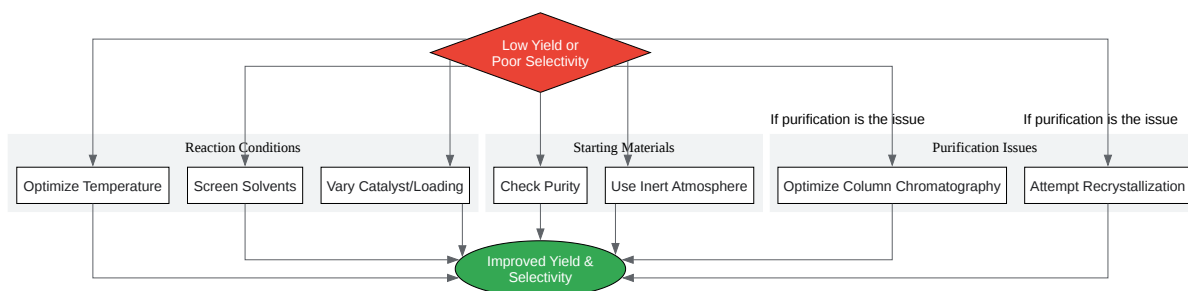 Low Yield or
Poor Selectivity
If purification is the issue
If purification is the issue
Reaction Conditions
Starting Materials
Purification Issues
Optimize Temperature
Screen Solvents
Vary Catalyst/Loading
Check Purity
Use Inert Atmosphere
Optimize Column Chromatography
Attempt Recrystallization
Improved Yield &
Selectivity